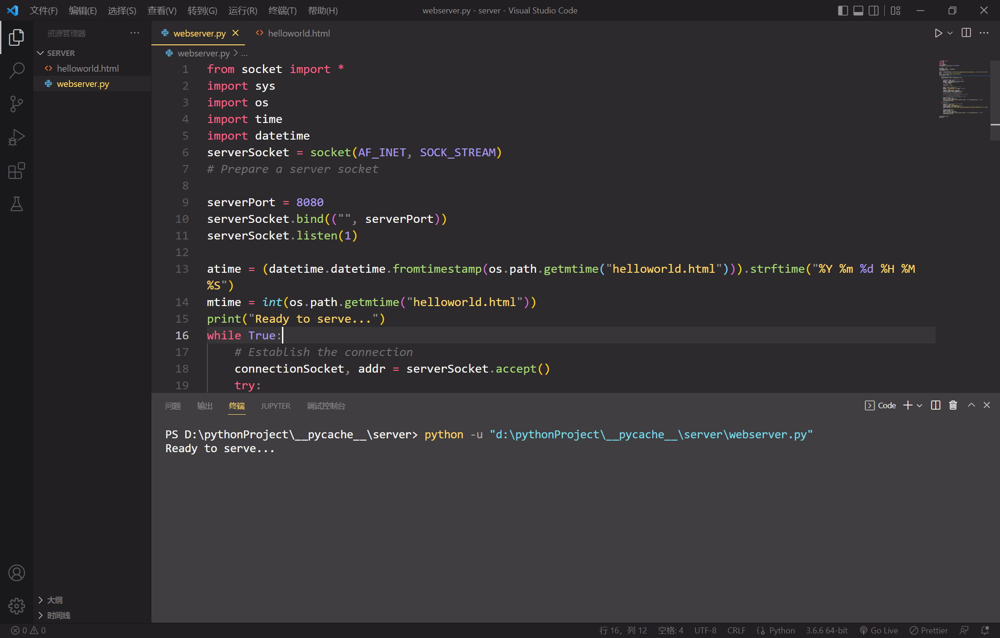 文件(F) 编辑(E) 选择(S) 查看(V) 转到(G) 运行(R) 终端(T) 帮助(H) webserver.py - server - Visual Studio Code
资源管理器
SERVER
helloworld.html
webserver.py
大纲
时间线
webserver.py helloworld.html
webserver.py > ...
1 from socket import *
2 import sys
3 import os
4 import time
5 import datetime
6 serverSocket = socket(AF_INET, SOCK_STREAM)
7 # Prepare a server socket
8
9 serverPort = 8080
10 serverSocket.bind(("", serverPort))
11 serverSocket.listen(1)
12
13 atime = (datetime.datetime.fromtimestamp(os.path.getmtime("helloworld.html"))).strftime("%Y %m %d %H %M
%S")
14 mtime = int(os.path.getmtime("helloworld.html"))
15 print("Ready to serve...")
16 while True:
17 # Establish the connection
18 connectionSocket, addr = serverSocket.accept()
19 try:
问题 输出 终端 JUPYTER 调试控制台 Code
PS D:\pythonProject\__pycache__\server> python -u "d:\pythonProject\__pycache__\server\webserver.py"
Ready to serve...
0 0 行 16, 列 12 空格: 4 UTF-8 CRLF Python 3.6.6 64-bit Go Live Prettier